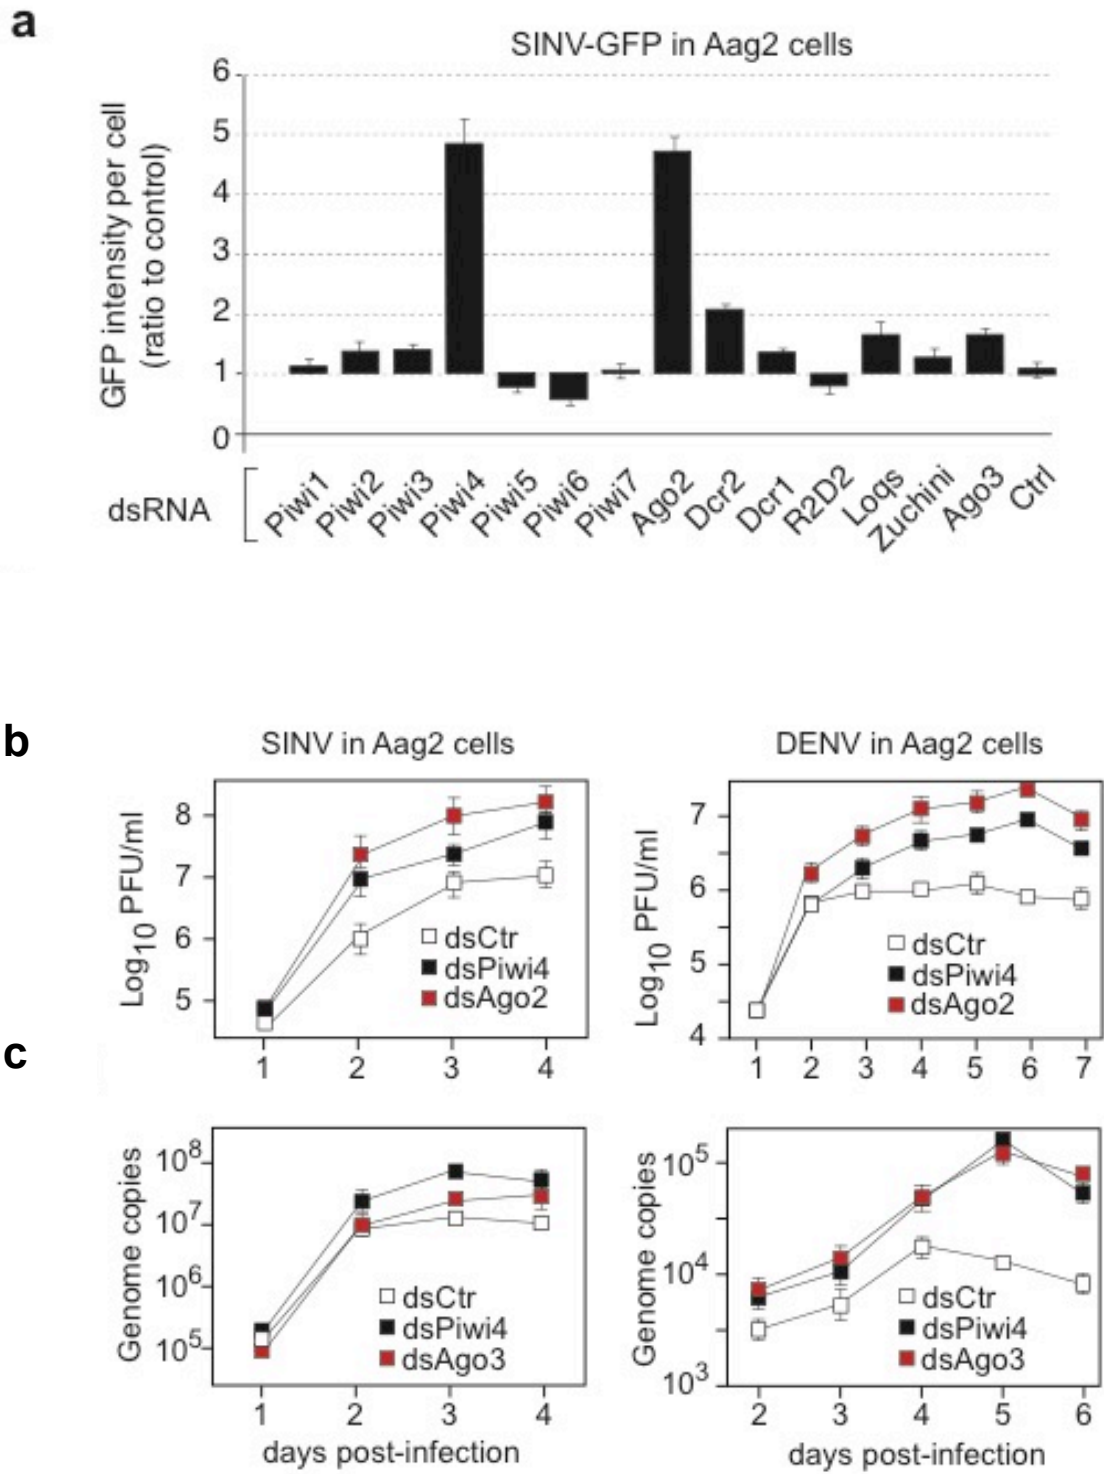 a
SINV-GFP in Aag2 cells
GFP intensity per cell
(ratio to control)
6
5
4
3
2
1
0
dsRNA
Piwi1
Piwi2
Piwi3
Piwi4
Piwi5
Piwi6
Piwi7
Ago2
Dcr2
Dcr1
R2D2
Loqs
Zuchini
Ago3
Ctrl
b
SINV in Aag2 cells
Log10 PFU/ml
8
7
6
5
dsCtr
dsPiwi4
dsAgo2
1 2 3 4
DENV in Aag2 cells
Log10 PFU/ml
7
6
5
4
dsCtr
dsPiwi4
dsAgo2
1 2 3 4 5 6 7
c
Genome copies
10^8
10^7
10^6
10^5
dsCtr
dsPiwi4
dsAgo3
1 2 3 4
days post-infection
Genome copies
10^5
10^4
10^3
dsCtr
dsPiwi4
dsAgo3
2 3 4 5 6
days post-infection